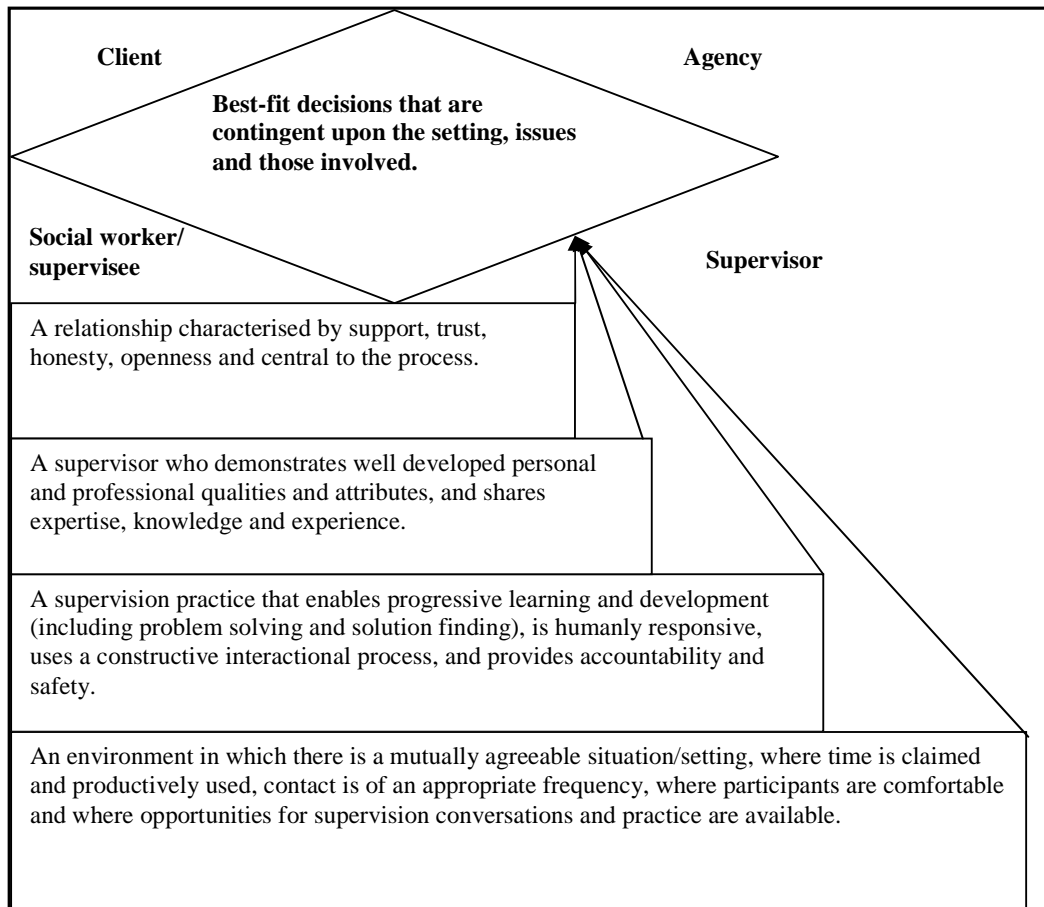 Client
Agency
Best-fit decisions that are
contingent upon the setting, issues
and those involved.
Social worker/
supervisee
Supervisor
A relationship characterised by support, trust,
honesty, openness and central to the process.
A supervisor who demonstrates well developed personal
and professional qualities and attributes, and shares
expertise, knowledge and experience.
A supervision practice that enables progressive learning and development
(including problem solving and solution finding), is humanly responsive,
uses a constructive interactional process, and provides accountability and
safety.
An environment in which there is a mutually agreeable situation/setting, where time is claimed
and productively used, contact is of an appropriate frequency, where participants are comfortable
and where opportunities for supervision conversations and practice are available.